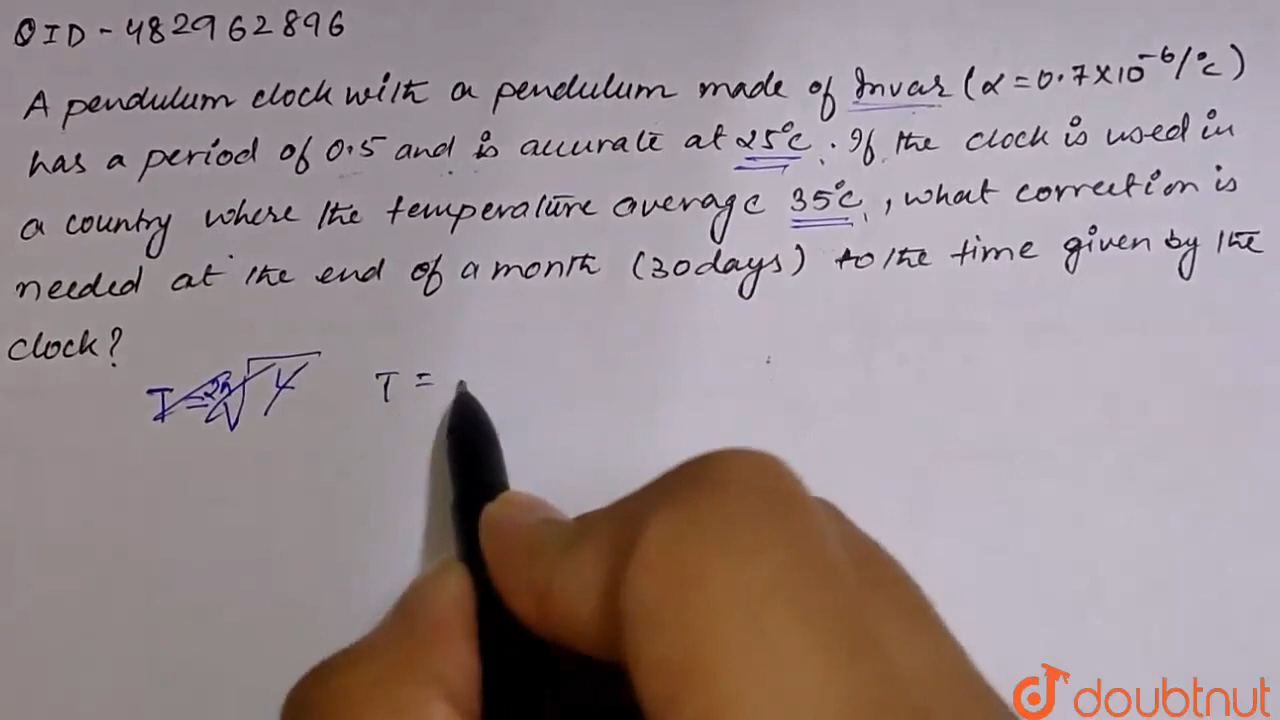 QID - 482962896
A pendulum clock with a pendulum made of Invar (α = 0.7×10⁻⁶/°c)
has a period of 0.5 and is accurate at 25°c. If the clock is used in
a country where the temperature average 35°c, what correction is
needed at the end of a month (30 days) to the time given by the
clock?
T = 2π√ T =
doubtnut